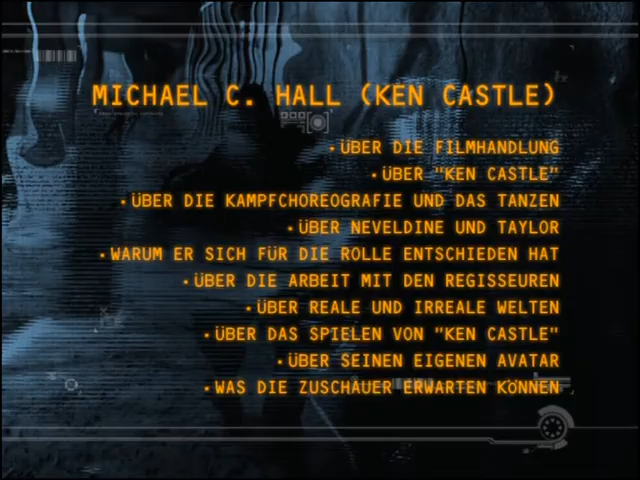 MICHAEL C. HALL (KEN CASTLE)
·ÜBER DIE FILMHANDLUNG
·ÜBER "KEN CASTLE"
·ÜBER DIE KAMPFCHOREOGRAFIE UND DAS TANZEN
·ÜBER NEVELDINE UND TAYLOR
·WARUM ER SICH FÜR DIE ROLLE ENTSCHIEDEN HAT
·ÜBER DIE ARBEIT MIT DEN REGISSEUREN
·ÜBER REALE UND IRREALE WELTEN
·ÜBER DAS SPIELEN VON "KEN CASTLE"
·ÜBER SEINEN EIGENEN AVATAR
·WAS DIE ZUSCHAUER ERWARTEN KÖNNEN